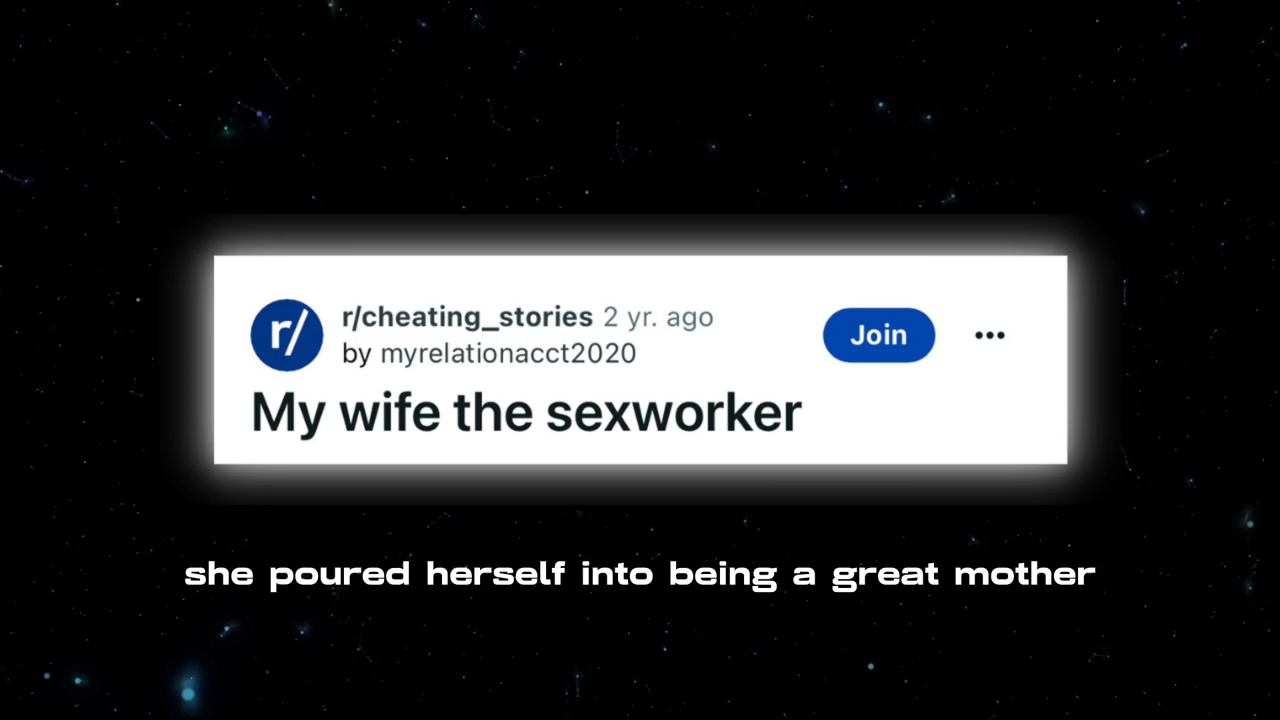 r/
r/cheating_stories 2 yr. ago
by myrelationacct2020
Join
My wife the sexworker
she poured herself into being a great mother